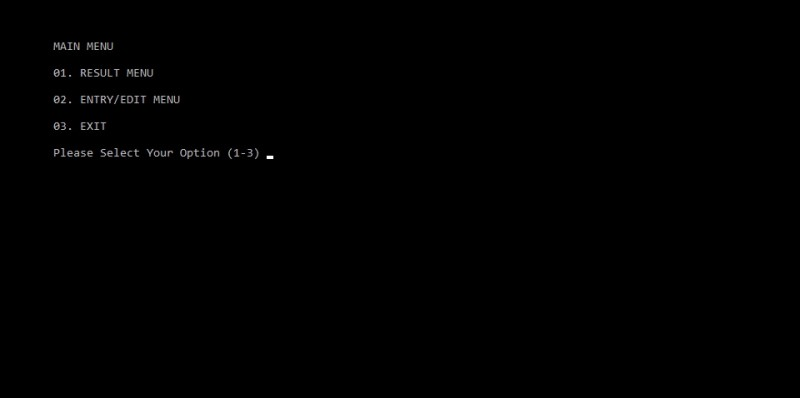 MAIN MENU
01. RESULT MENU
02. ENTRY/EDIT MENU
03. EXIT
Please Select Your Option (1-3)